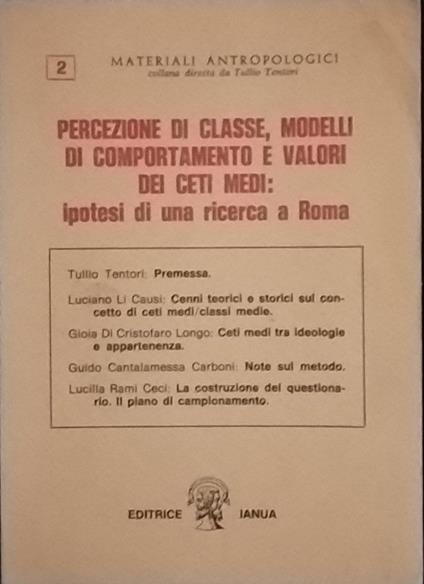 2
MATERIALI ANTROPOLOGICI
collana diretta da Tullio Tentori
PERCEZIONE DI CLASSE, MODELLI
DI COMPORTAMENTO E VALORI
DEI CETI MEDI:
ipotesi di una ricerca a Roma
Tullio Tentori: Premessa.
Luciano Li Causi: Cenni teorici e storici sul con-
cetto di ceti medi/classi medie.
Gioia Di Cristofaro Longo: Ceti medi tra ideologie
e appartenenza.
Guido Cantalamessa Carboni: Note sul metodo.
Lucilla Rami Ceci: La costruzione del questiona-
rio. Il piano di campionamento.
EDITRICE IANUA